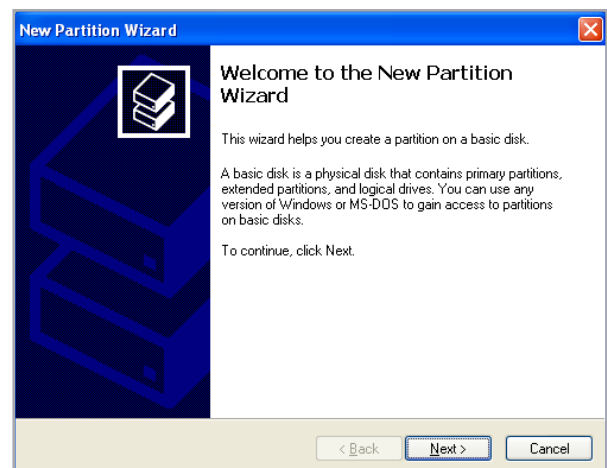 New Partition Wizard
Welcome to the New Partition
Wizard
This wizard helps you create a partition on a basic disk.
A basic disk is a physical disk that contains primary partitions,
extended partitions, and logical drives. You can use any
version of Windows or MS-DOS to gain access to partitions
on basic disks.
To continue, click Next.
< Back
Next >
Cancel